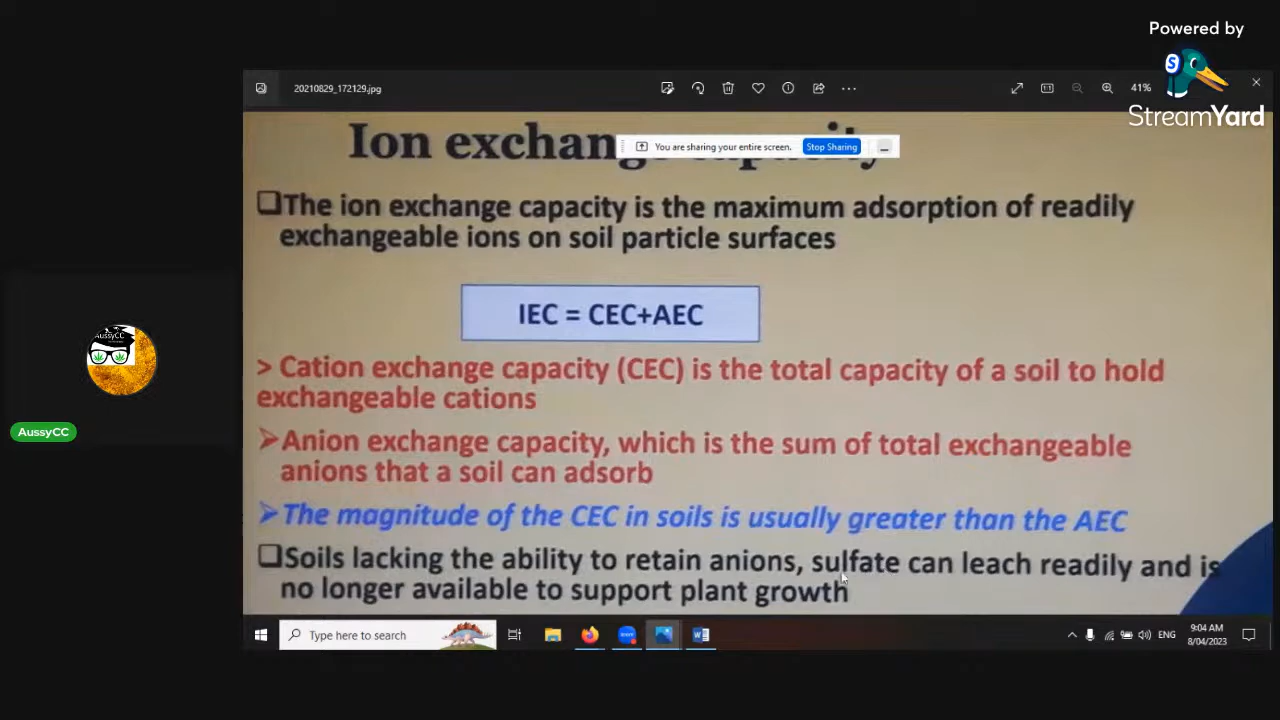 Powered by
StreamYard
20210829_172129.jpg
41%
Ion exchan
You are sharing your entire screen. Stop Sharing
❑The ion exchange capacity is the maximum adsorption of readily
exchangeable ions on soil particle surfaces
IEC = CEC+AEC
> Cation exchange capacity (CEC) is the total capacity of a soil to hold
exchangeable cations
➢Anion exchange capacity, which is the sum of total exchangeable
anions that a soil can adsorb
➢The magnitude of the CEC in soils is usually greater than the AEC
❑Soils lacking the ability to retain anions, sulfate can leach readily and is
no longer available to support plant growth
AussyCC
AussyCC
Type here to search
ENG
9:04 AM
8/04/2023